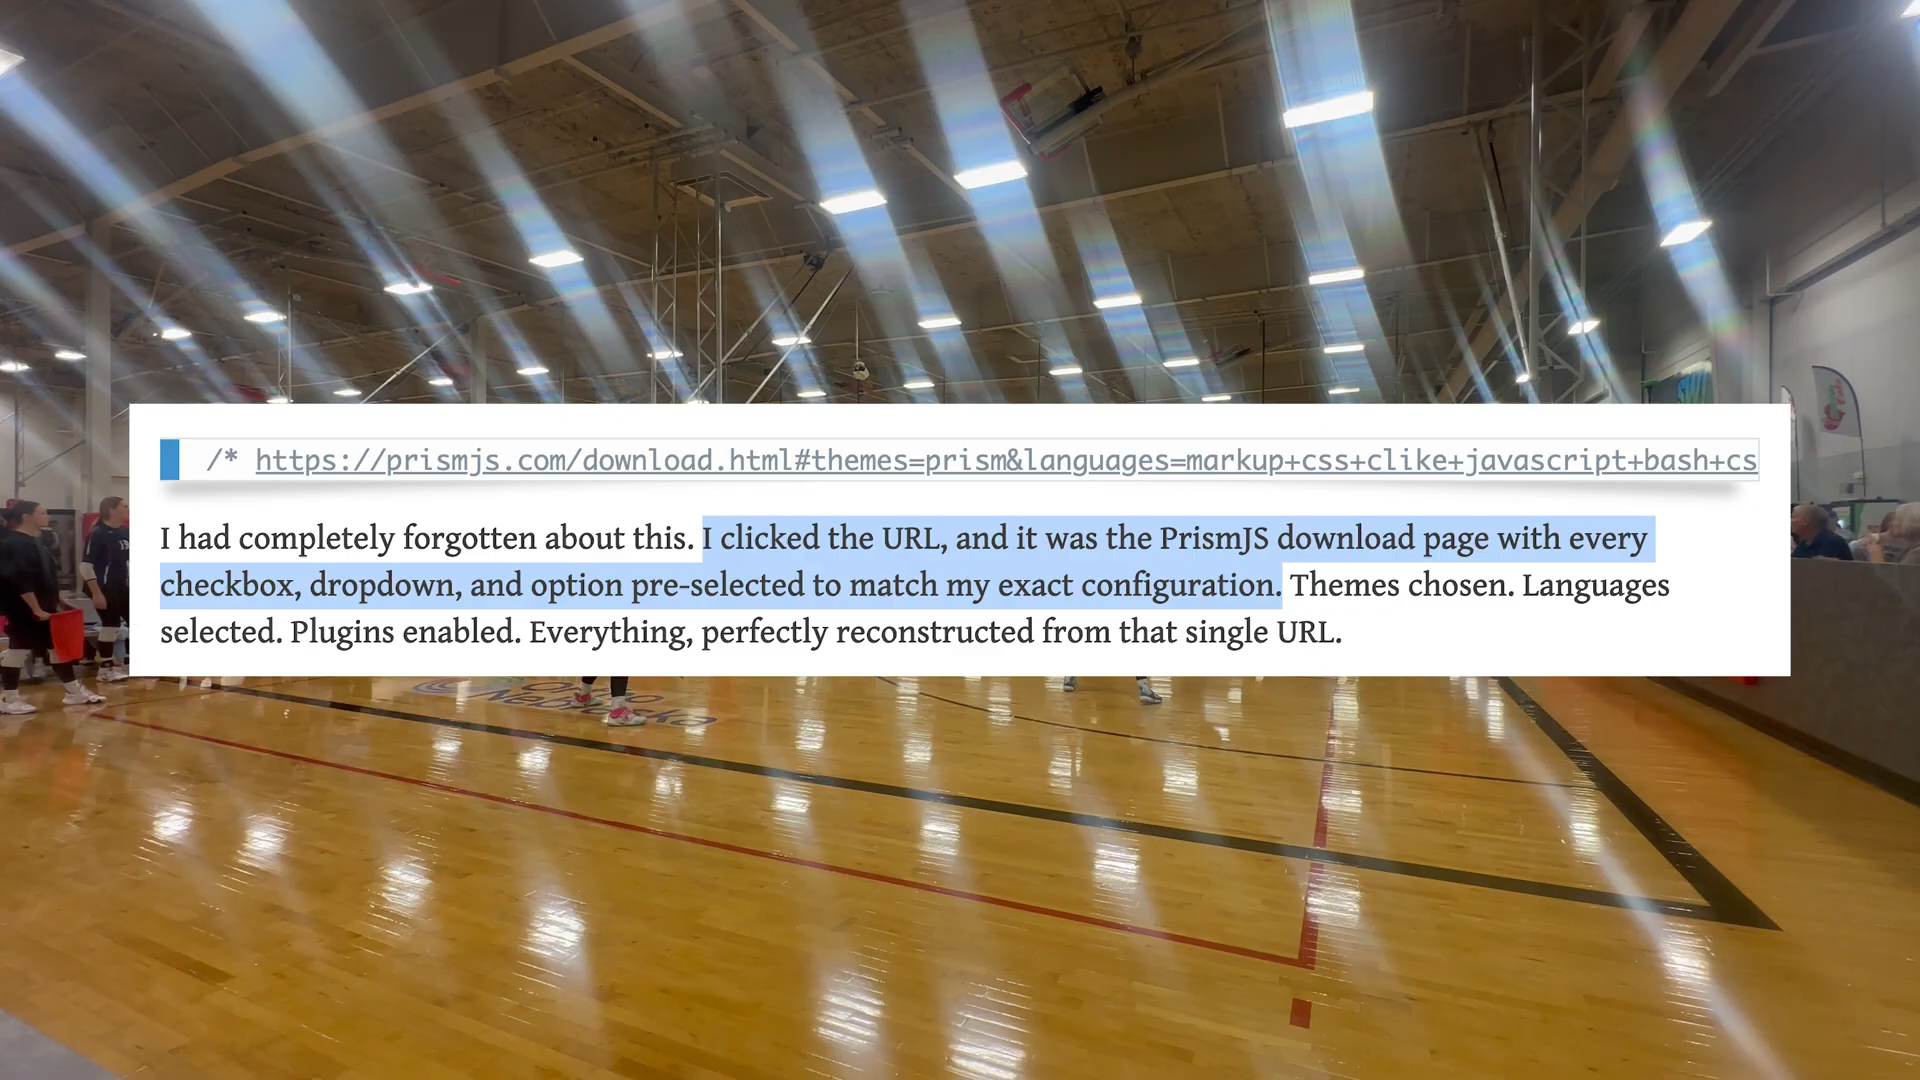 /* https://prismjs.com/download.html#themes=prism&languages=markup+css+clike+javascript+bash+cs
I had completely forgotten about this. I clicked the URL, and it was the PrismJS download page with every
checkbox, dropdown, and option pre-selected to match my exact configuration. Themes chosen. Languages
selected. Plugins enabled. Everything, perfectly reconstructed from that single URL.
Nebraska